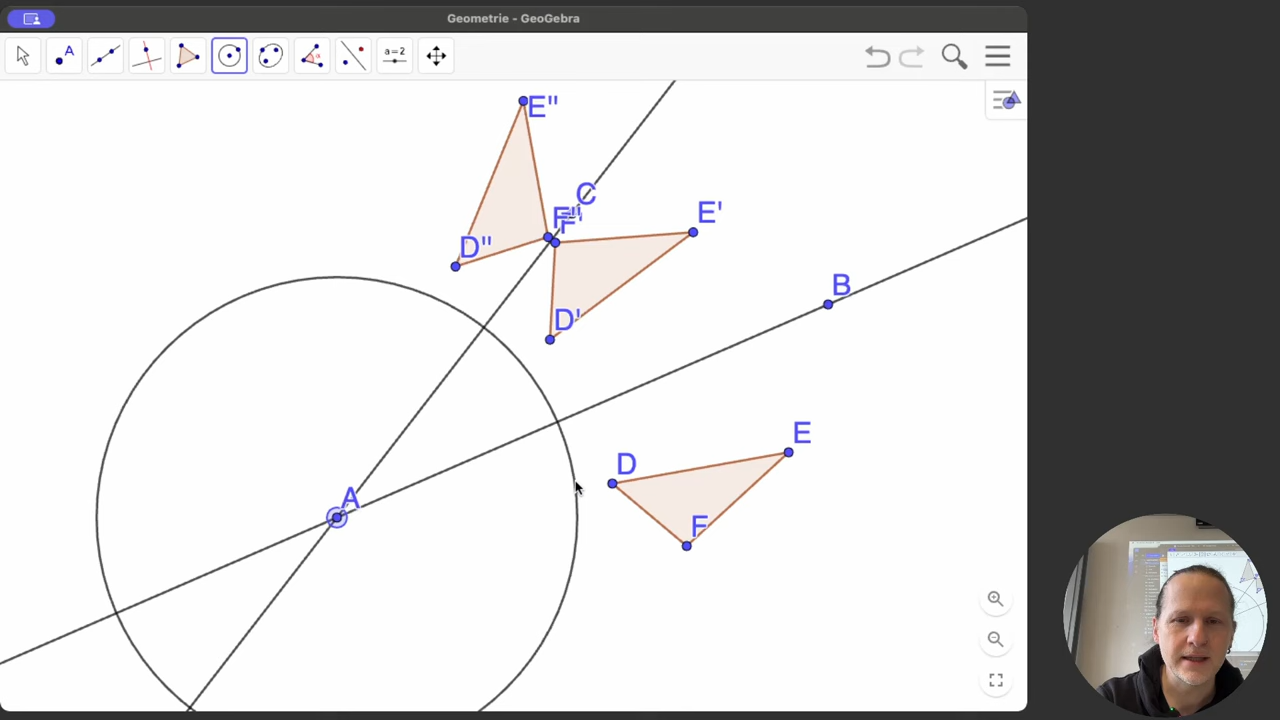 Geometrie - GeoGebra
A
a=2
E"
C
F"
F'
E'
D"
B
D'
E
D
A
F